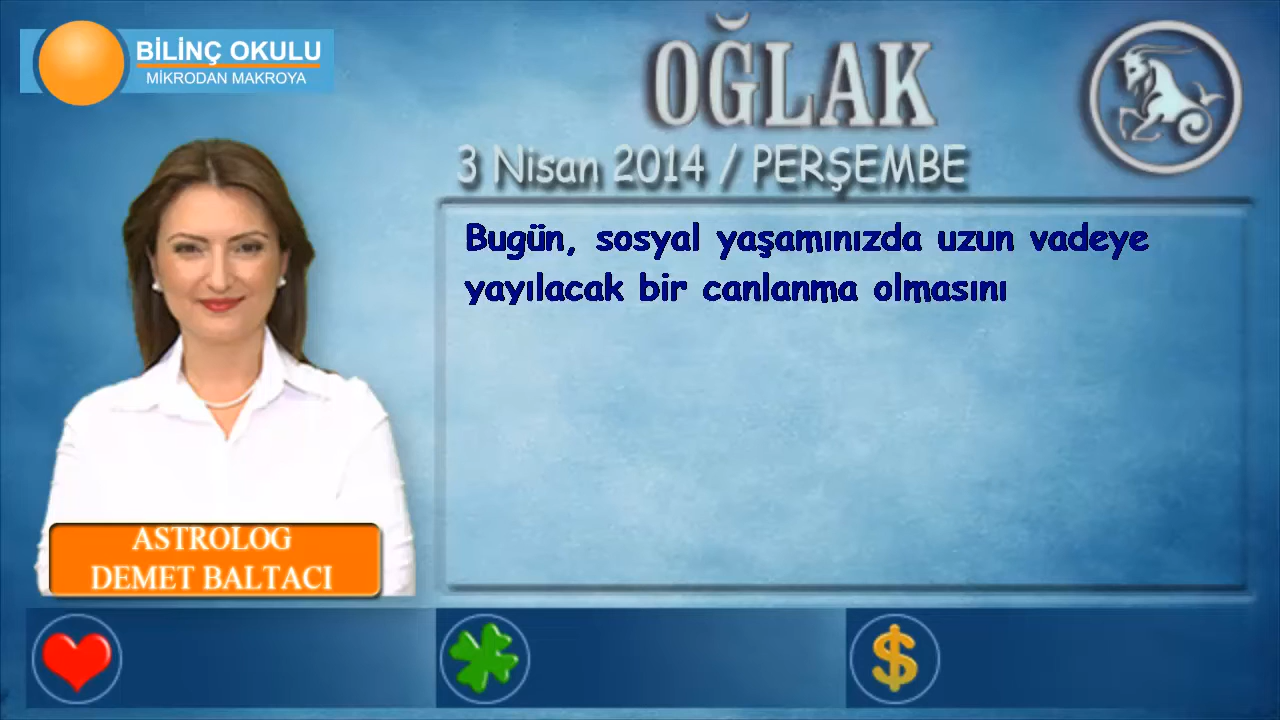 BİLİNÇ OKULU
MİKRODAN MAKROYA
OĞLAK
3 Nisan 2014 / PERŞEMBE
Bugün, sosyal yaşamınızda uzun vadeye
yayılacak bir canlanma olmasını
ASTROLOG
DEMET BALTACI
$